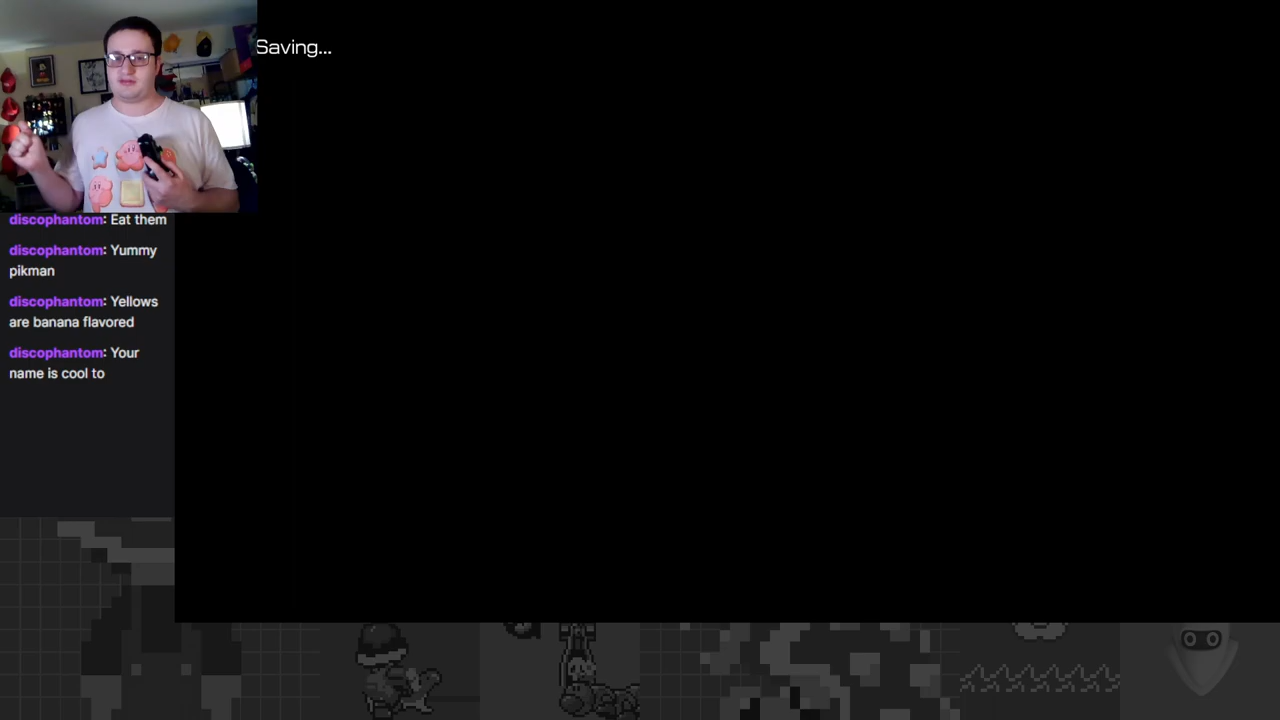 Saving...
discophantom: Eat them
discophantom: Yummy
pikman
discophantom: Yellows
are banana flavored
discophantom: Your
name is cool to